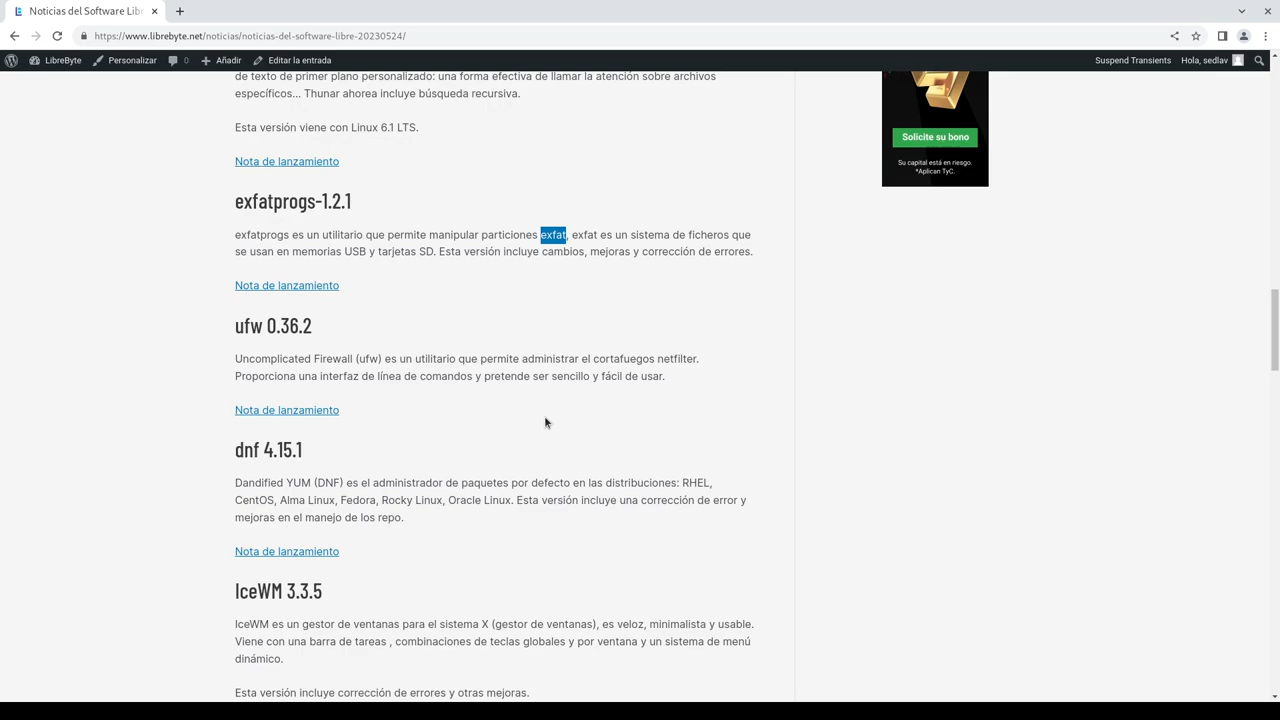 Noticias del Software Libr
https://www.librebyte.net/noticias/noticias-del-software-libre-20230524/
LibreByte
Personalizar
0
Añadir
Editar la entrada
Suspend Transients
Hola, sedlav
de texto de primer plano personalizado: una forma efectiva de llamar la atención sobre archivos
específicos... Thunar ahorea incluye búsqueda recursiva.
Esta versión viene con Linux 6.1 LTS.
Nota de lanzamiento
exfatprogs-1.2.1
exfatprogs es un utilitario que permite manipular particiones exfat, exfat es un sistema de ficheros que
se usan en memorias USB y tarjetas SD. Esta versión incluye cambios, mejoras y corrección de errores.
Nota de lanzamiento
ufw 0.36.2
Uncomplicated Firewall (ufw) es un utilitario que permite administrar el cortafuegos netfilter.
Proporciona una interfaz de línea de comandos y pretende ser sencillo y fácil de usar.
Nota de lanzamiento
dnf 4.15.1
Dandified YUM (DNF) es el administrador de paquetes por defecto en las distribuciones: RHEL,
CentOS, Alma Linux, Fedora, Rocky Linux, Oracle Linux. Esta versión incluye una corrección de error y
mejoras en el manejo de los repo.
Nota de lanzamiento
IceWM 3.3.5
IceWM es un gestor de ventanas para el sistema X (gestor de ventanas), es veloz, minimalista y usable.
Viene con una barra de tareas , combinaciones de teclas globales y por ventana y un sistema de menú
dinámico.
Esta versión incluye corrección de errores y otras mejoras.
Solicite su bono
Su capital está en riesgo.
*Aplican TyC.